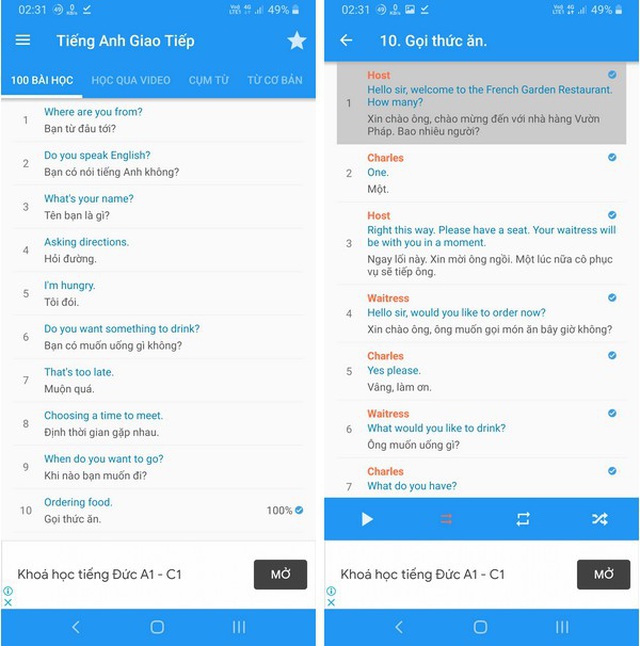 02:31
49%
Tiếng Anh Giao Tiếp
100 BÀI HỌC HỌC QUA VIDEO CỤM TỪ TỪ CƠ BẢN
1
Where are you from?
Bạn từ đâu tới?
2
Do you speak English?
Bạn có nói tiếng Anh không?
3
What's your name?
Tên bạn là gì?
4
Asking directions.
Hỏi đường.
5
I'm hungry.
Tôi đói.
6
Do you want something to drink?
Bạn có muốn uống gì không?
7
That's too late.
Muộn quá.
8
Choosing a time to meet.
Định thời gian gặp nhau.
9
When do you want to go?
Khi nào bạn muốn đi?
10
Ordering food.
Gọi thức ăn.
100%
Khoá học tiếng Đức A1 - C1
MỞ
02:31
49%
10. Gọi thức ăn.
1
Host
Hello sir, welcome to the French Garden Restaurant.
How many?
Xin chào ông, chào mừng đến với nhà hàng Vườn
Pháp. Bao nhiêu người?
2
Charles
One.
Một.
3
Host
Right this way. Please have a seat. Your waitress will
be with you in a moment.
Ngay lối này. Xin mời ông ngồi. Một lúc nữa cô phục
vụ sẽ tiếp ông.
4
Waitress
Hello sir, would you like to order now?
Xin chào ông, ông muốn gọi món ăn bây giờ không?
5
Charles
Yes please.
Vâng, làm ơn.
6
Waitress
What would you like to drink?
Ông muốn uống gì?
7
Charles
What do you have?
Khoá học tiếng Đức A1 - C1
MỞ